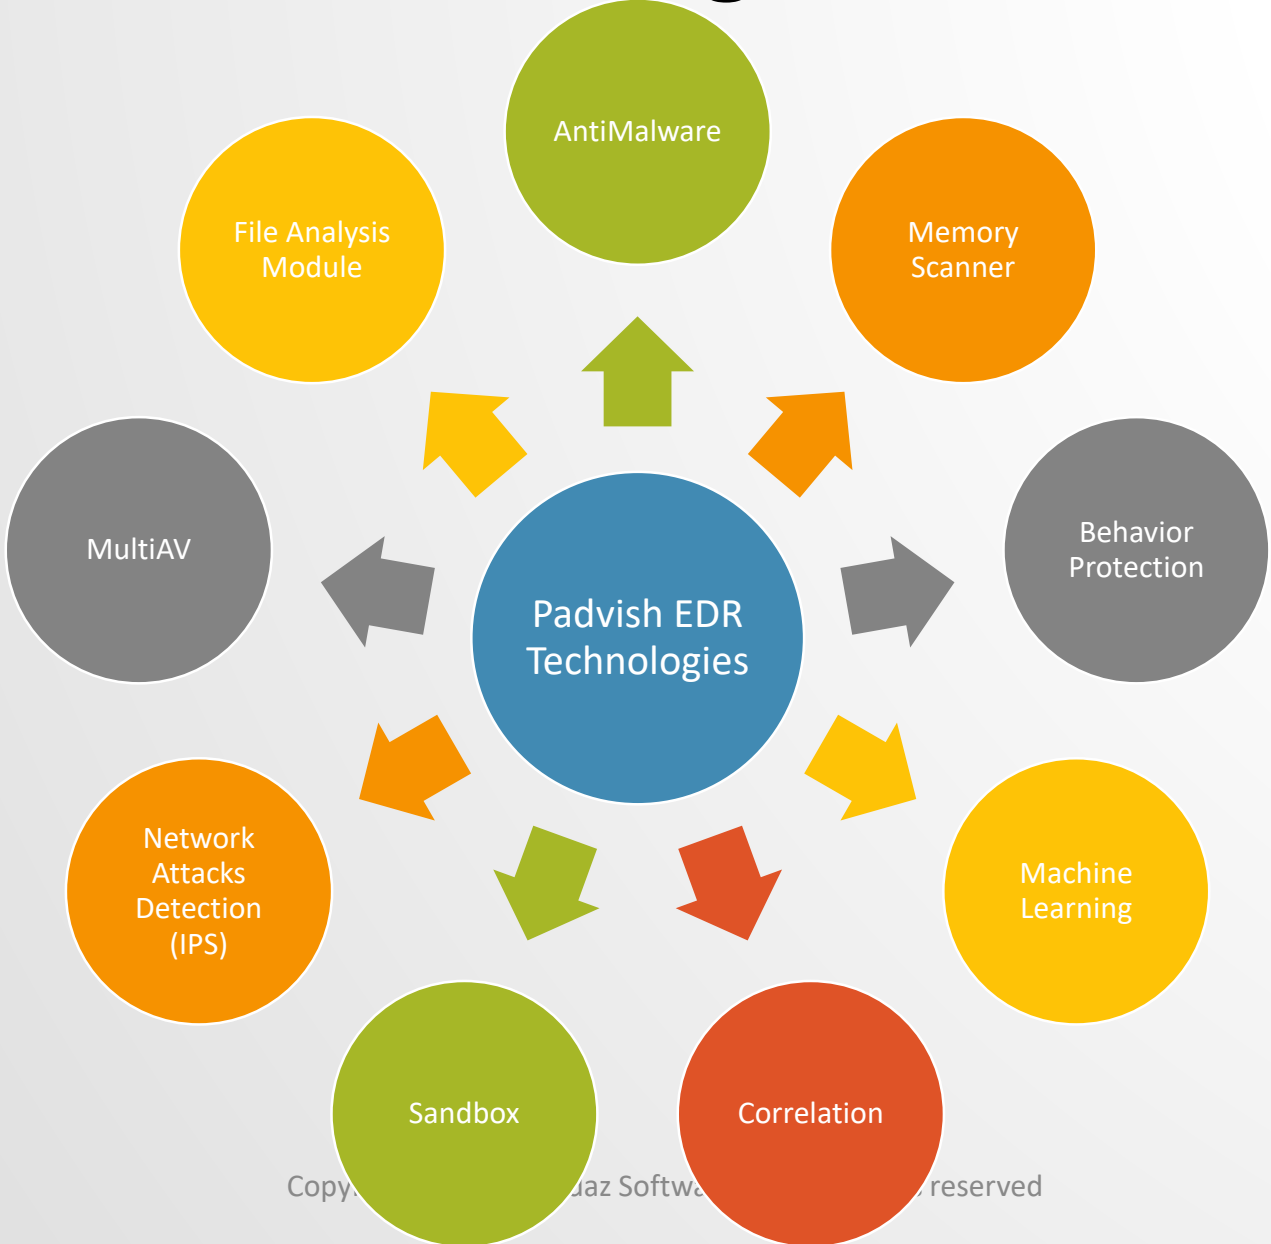 AntiMalware
File Analysis
Module
Memory
Scanner
MultiAV
Behavior
Protection
Padvish EDR
Technologies
Network
Attacks
Detection
(IPS)
Machine
Learning
Sandbox
Correlation
reserved